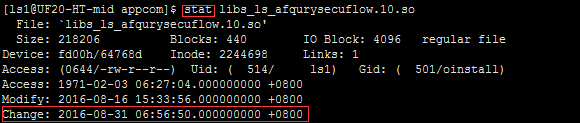 [ls1@UF20-HT-mid appcom]$ stat libs_ls_afqurysecuflow.10.so
File: `libs_ls_afqurysecuflow.10.so'
Size: 218206 Blocks: 440 IO Block: 4096 regular file
Device: fd00h/64768d Inode: 2244698 Links: 1
Access: (0644/-rw-r--r--) Uid: ( 514/ ls1) Gid: ( 501/oinstall)
Access: 1971-02-03 06:27:04.000000000 +0800
Modify: 2016-08-16 15:33:56.000000000 +0800
Change: 2016-08-31 06:56:50.000000000 +0800